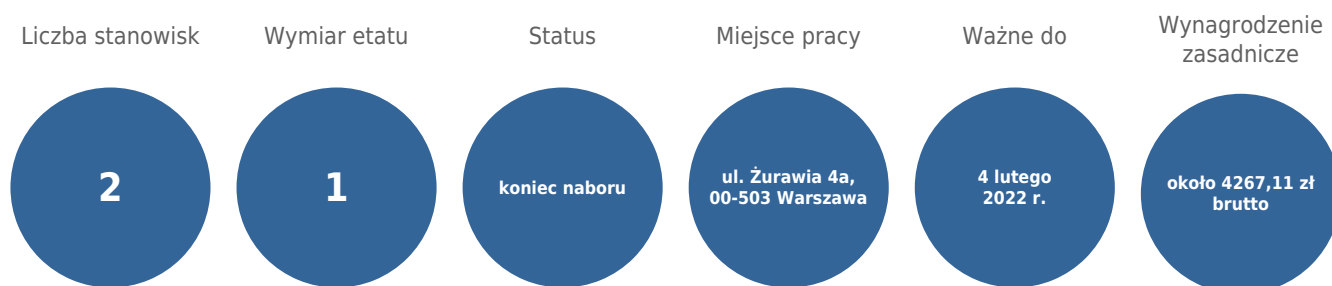 Liczba stanowisk
2
Wymiar etatu
1
Status
koniec naboru
Miejsce pracy
ul. Żurawia 4a,
00-503 Warszawa
Ważne do
4 lutego
2022 r.
Wynagrodzenie
zasadnicze
około 4267,11 zł
brutto